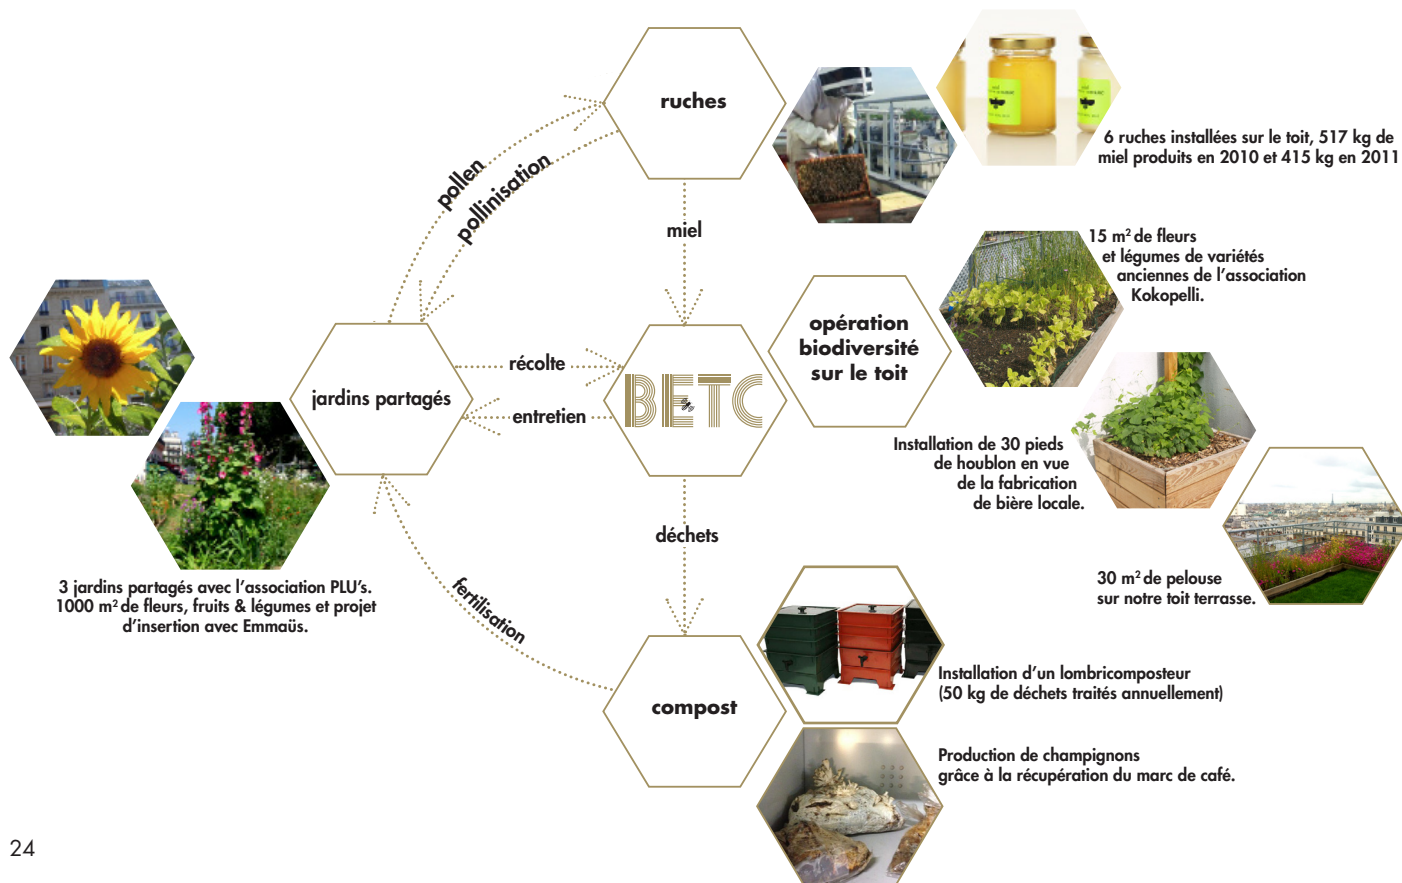 ruches
6 ruches installées sur le toit, 517 kg de
miel produits en 2010 et 415 kg en 2011
pollen
pollinisation
miel
15 m² de fleurs
et légumes de variétés
anciennes de l’association
Kokopelli.
opération
biodiversité
sur le toit
jardins partagés
récolte
entretien
BETC
Installation de 30 pieds
de houblon en vue
de la fabrication
de bière locale.
déchets
30 m² de pelouse
sur notre toit terrasse.
3 jardins partagés avec l’association PLU’s.
1000 m² de fleurs, fruits & légumes et projet
d’insertion avec Emmaüs.
fertilisation
compost
Installation d’un lombricomposteur
(50 kg de déchets traités annuellement)
Production de champignons
grâce à la récupération du marc de café.
24